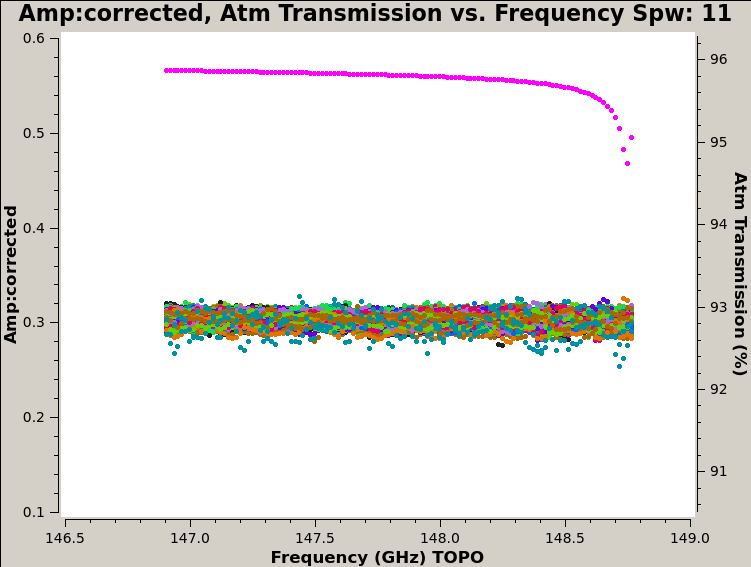 Amp:corrected, Atm Transmission vs. Frequency Spw: 11
0.6
0.5
0.4
0.3
0.2
0.1
Amp:corrected
96
95
94
93
92
91
Atm Transmission (%)
146.5 147.0 147.5 148.0 148.5 149.0
Frequency (GHz) TOPO